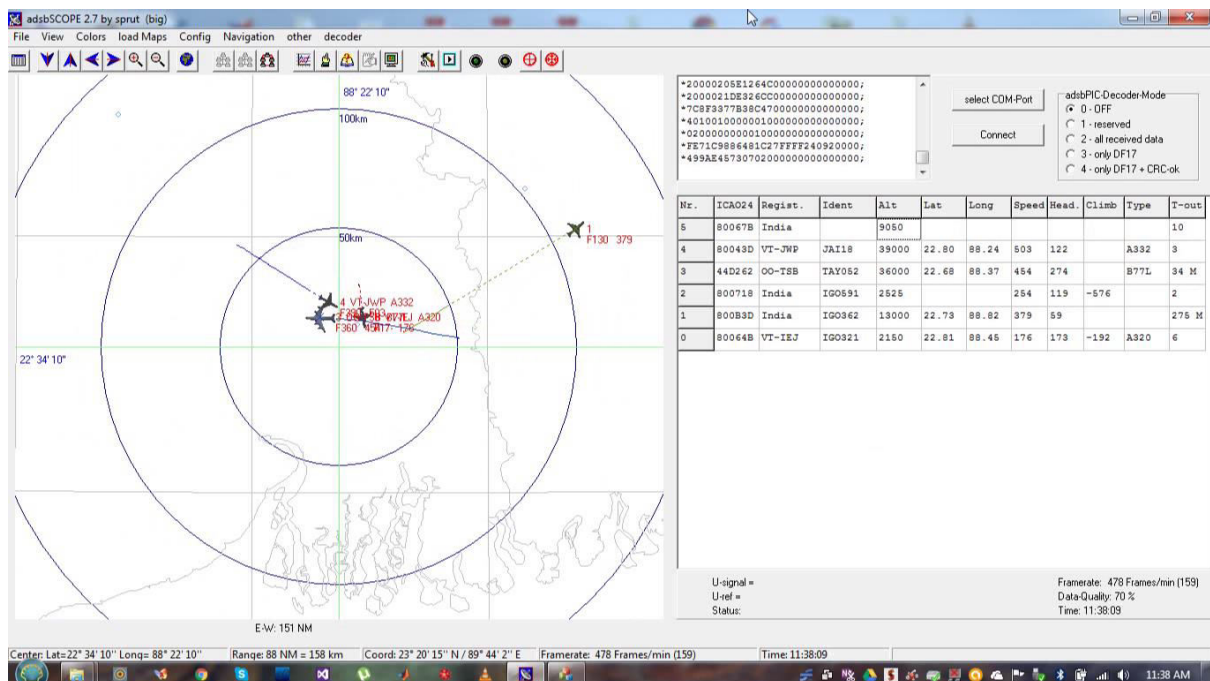 adsbSCOPE 2.7 by sprut (big)
File View Colors load Maps Config Navigation other decoder
88° 22' 10"
100km
50km
1
F130 379
4 VT-JWP A332
A320
F360
22° 34' 10"
E-W: 151 NM
*20000205E1264C00000000000000;
*2000021DE326CC00000000000000;
*7C8F3377B38C4700000000000000;
*4010010000001000000000000000;
*0200000000010000000000000000;
*FE71C9886481C27FFFF240920000;
*499AE45730702000000000000000;
select COM-Port
Connect
adsbPIC-Decoder-Mode
0 - OFF
1 - reserved
2 - all received data
3 - only DF17
4 - only DF17 + CRC-ok
Nr. ICAO24 Regist. Ident Alt Lat Long Speed Head. Climb Type T-out
5 80067B India 9050 10
4 80043D VT-JWP JAI18 39000 22.80 88.24 503 122 A332 3
3 44D262 OO-TSB TAY052 36000 22.68 88.37 454 274 B77L 34 M
2 800718 India IGO591 2525 254 119 -576 2
1 800B3D India IGO362 13000 22.73 88.82 379 59 275 M
0 80064B VT-IEJ IGO321 2150 22.81 88.45 176 173 -192 A320 6
U-signal =
U-ref =
Status:
Framerate: 478 Frames/min (159)
Data-Quality: 70 %
Time: 11:38:09
Center: Lat=22° 34' 10" Long= 88° 22' 10" Range: 88 NM = 158 km Coord: 23° 20' 15" N / 89° 44' 2" E Framerate: 478 Frames/min (159) Time: 11:38:09
11:38 AM